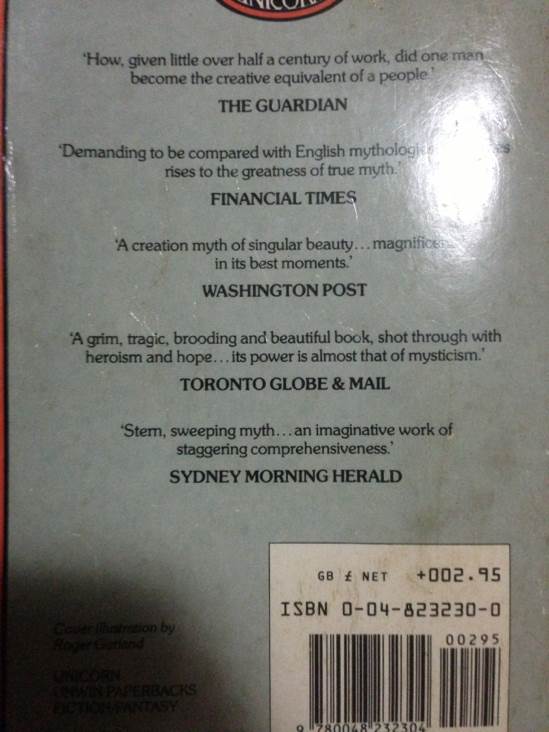 UNICORN
'How, given little over half a century of work, did one man
become the creative equivalent of a people.'
THE GUARDIAN
'Demanding to be compared with English mythologies
rises to the greatness of true myth.'
FINANCIAL TIMES
'A creation myth of singular beauty...magnificent
in its best moments.'
WASHINGTON POST
'A grim, tragic, brooding and beautiful book, shot through with
heroism and hope...its power is almost that of mysticism.'
TORONTO GLOBE & MAIL
'Stern, sweeping myth...an imaginative work of
staggering comprehensiveness.'
SYDNEY MORNING HERALD
GB £ NET +002.95
ISBN 0-04-823230-0
00295
9 780048 232304
Cover illustration by
Roger Garland
UNICORN
UNWIN PAPERBACKS
FICTION/FANTASY